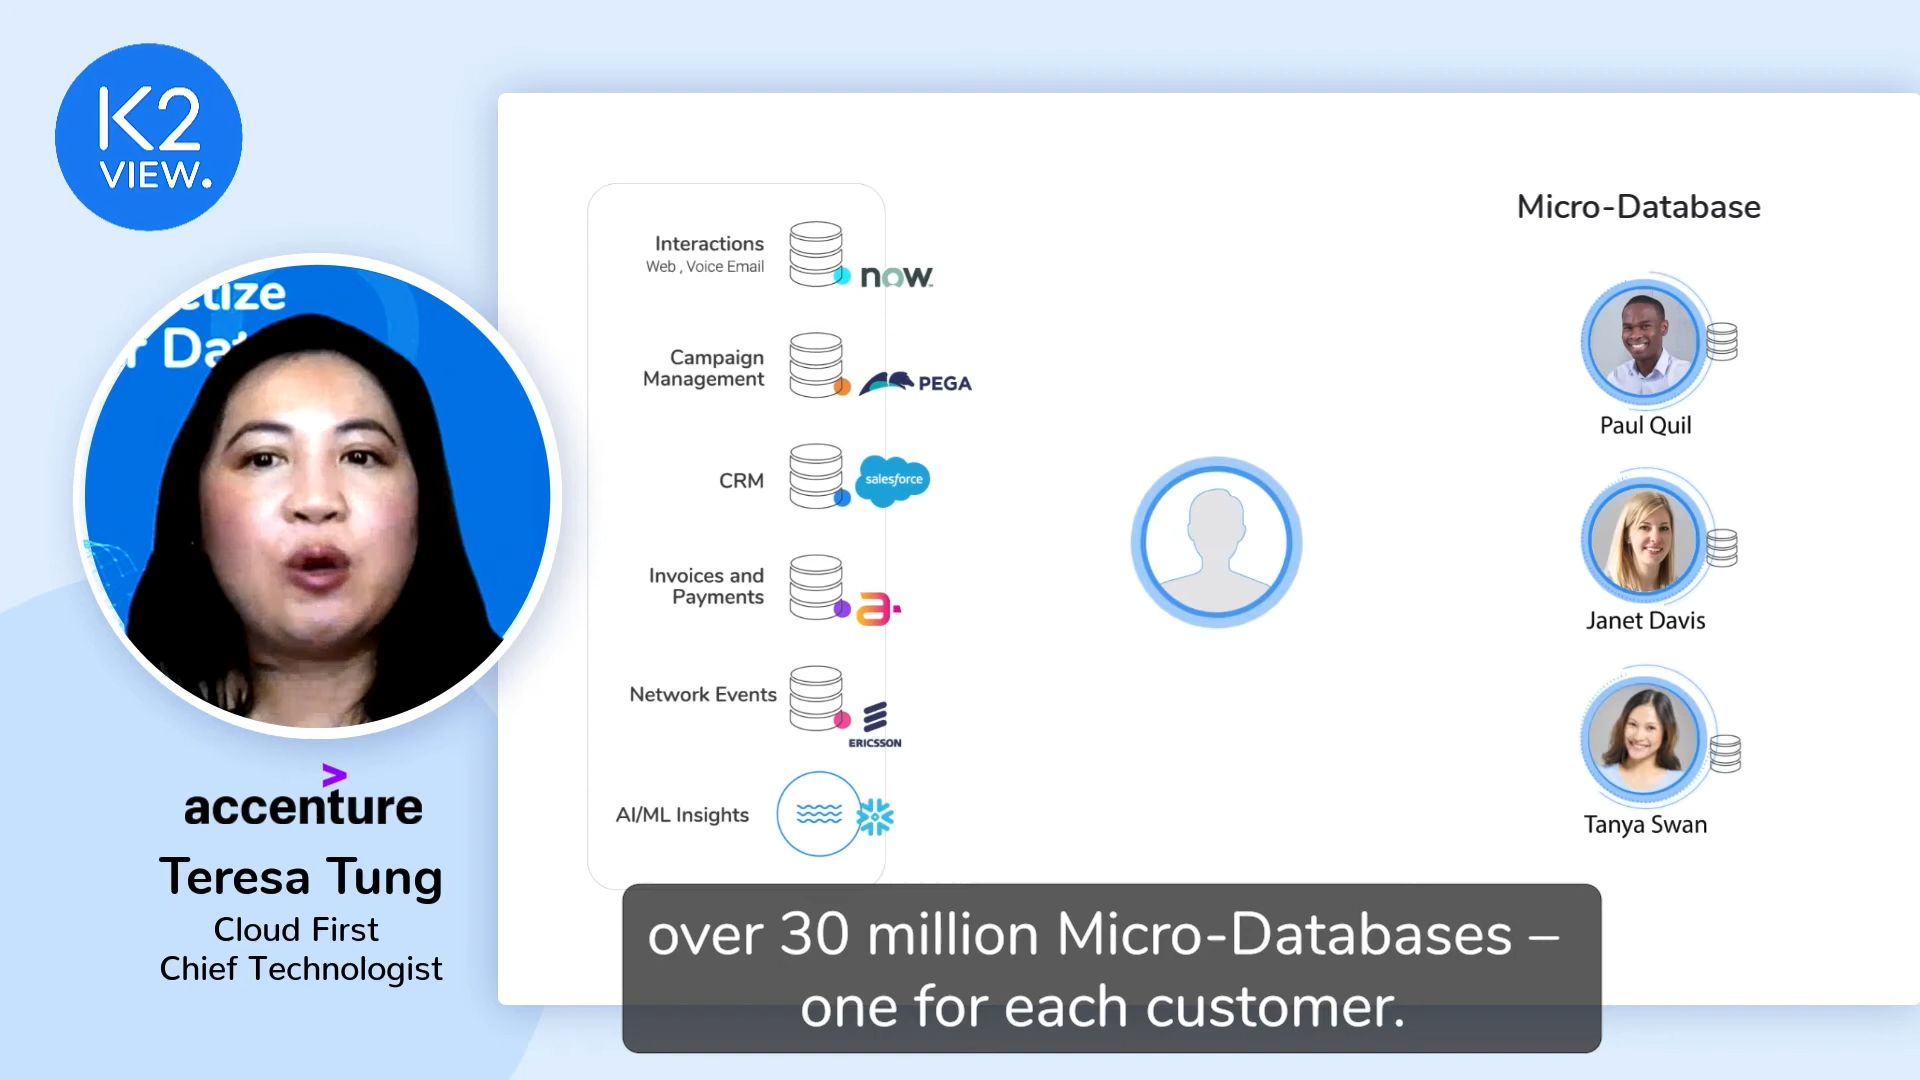 K2
VIEW.
etize
r Dat
accenture
Teresa Tung
Cloud First
Chief Technologist
Interactions
Web , Voice Email
now
Campaign
Management
PEGA
CRM
salesforce
Invoices and
Payments
a
Network Events
ERICSSON
AI/ML Insights
Micro-Database
Paul Quil
Janet Davis
Tanya Swan
over 30 million Micro-Databases –
one for each customer.